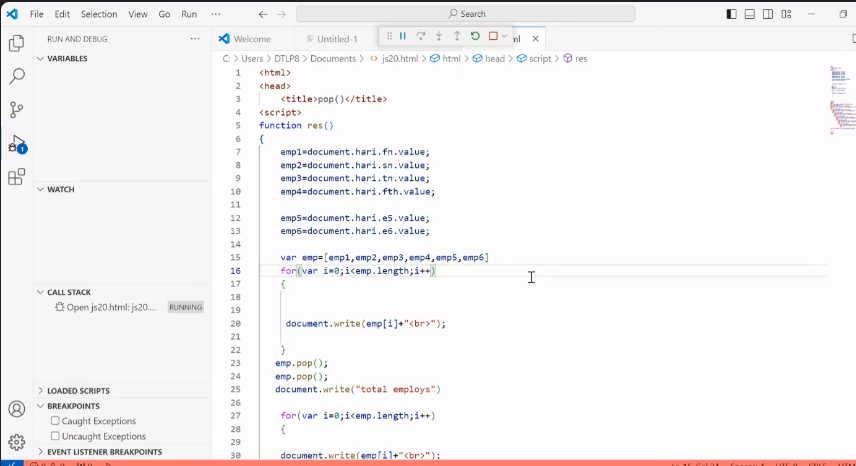 File Edit Selection View Go Run ··· Search
RUN AND DEBUG ···
Welcome Untitled-1
C: > Users > DTLP8 > Documents > <> js20.html > html > head > script > res
VARIABLES
WATCH
CALL STACK
Open js20.html: js20.... RUNNING
LOADED SCRIPTS
BREAKPOINTS
Caught Exceptions
Uncaught Exceptions
EVENT LISTENER BREAKPOINTS
1
1 <html>
2 <head>
3 <title>pop()</title>
4 <script>
5 function res()
6 {
7 emp1=document.hari.fn.value;
8 emp2=document.hari.sn.value;
9 emp3=document.hari.tn.value;
10 emp4=document.hari.fth.value;
11
12 emp5=document.hari.e5.value;
13 emp6=document.hari.e6.value;
14
15 var emp=[emp1,emp2,emp3,emp4,emp5,emp6]
16 for(var i=0;i<emp.length;i++)
17 {
18
19
20 document.write(emp[i]+"<br>");
21
22 }
23 emp.pop();
24 emp.pop();
25 document.write("total employs")
26
27 for(var i=0;i<emp.length;i++)
28 {
29
30 document.write(emp[i]+"<br>");